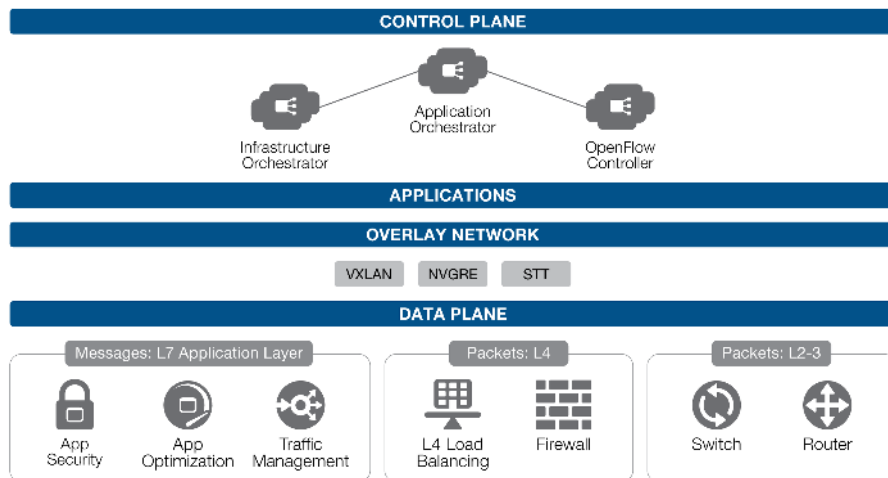 CONTROL PLANE
Application
Orchestrator
Infrastructure
Orchestrator
OpenFlow
Controller
APPLICATIONS
OVERLAY NETWORK
VXLAN
NVGRE
STT
DATA PLANE
Messages: L7 Application Layer
Packets: L4
Packets: L2-3
App
Security
App
Optimization
Traffic
Management
L4 Load
Balancing
Firewall
Switch
Router